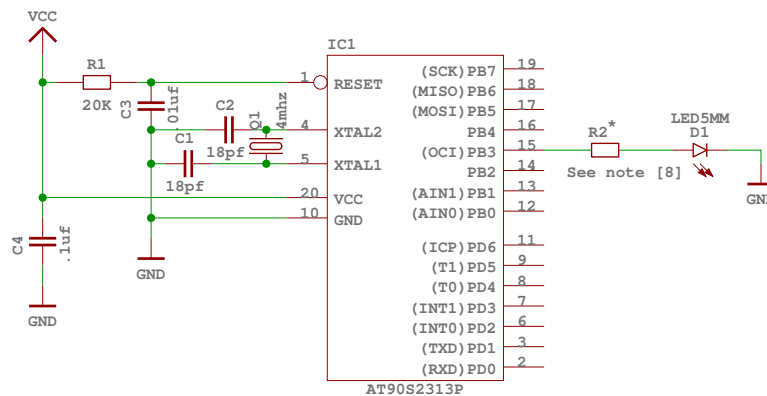 VCC
IC1
R1
20K
C3
.01uf
C2
18pf
Q1
4mhz
C1
18pf
C4
.1uf
GND
GND
1
RESET
4
XTAL2
5
XTAL1
20
VCC
10
GND
(SCK)PB7
19
(MISO)PB6
18
(MOSI)PB5
17
PB4
16
(OCI)PB3
15
PB2
14
(AIN1)PB1
13
(AIN0)PB0
12
(ICP)PD6
11
(T1)PD5
9
(T0)PD4
8
(INT1)PD3
7
(INT0)PD2
6
(TXD)PD1
3
(RXD)PD0
2
AT90S2313P
R2*
See note [8]
LED5MM
D1
GND